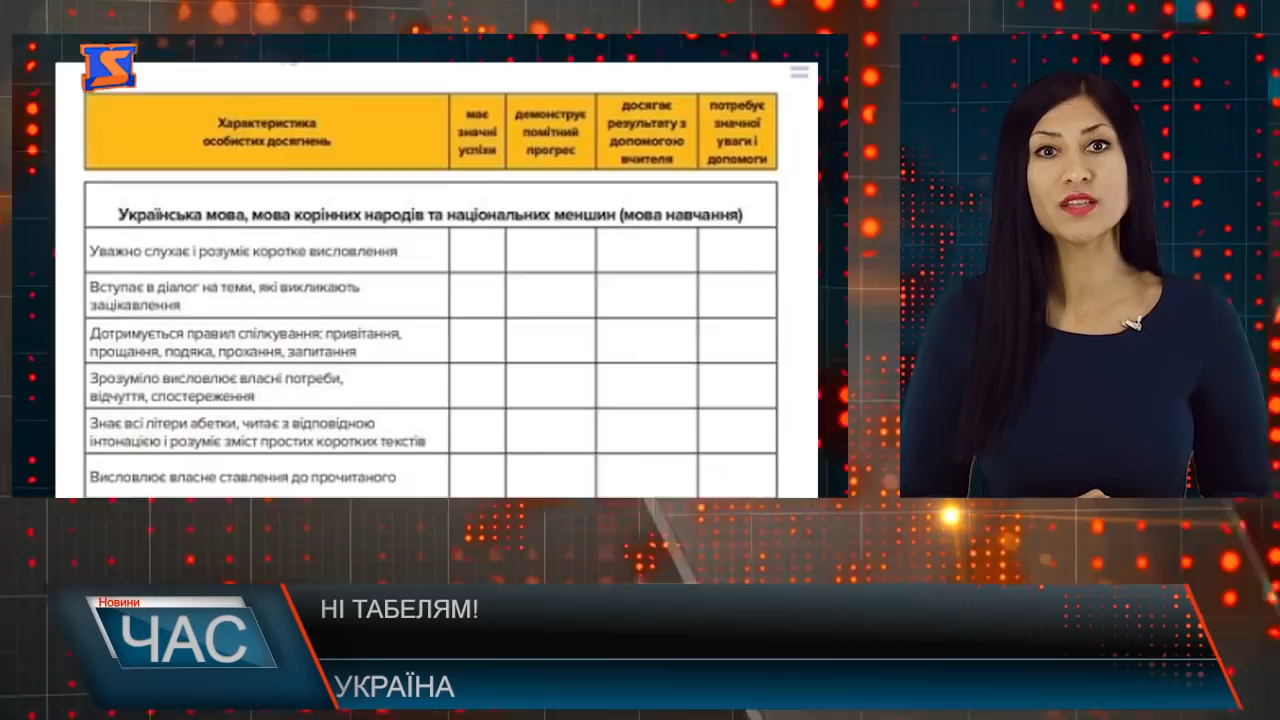 Характеристика
особистих досягнень
має
значні
успіхи
демонструє
помітний
прогрес
досягає
результату з
допомогою
вчителя
потребує
значної
уваги і
допомоги
Українська мова, мова корінних народів та національних меншин (мова навчання)
Уважно слухає і розуміє коротке висловлення
Вступає в діалог на теми, які викликають
зацікавлення
Дотримується правил спілкування: привітання,
прощання, подяка, прохання, запитання
Зрозуміло висловлює власні потреби,
відчуття, спостереження
Знає всі літери абетки, читає з відповідною
інтонацією і розуміє зміст простих коротких текстів
Висловлює власне ставлення до прочитаного
Новини
ЧАС
НІ ТАБЕЛЯМ!
УКРАЇНА